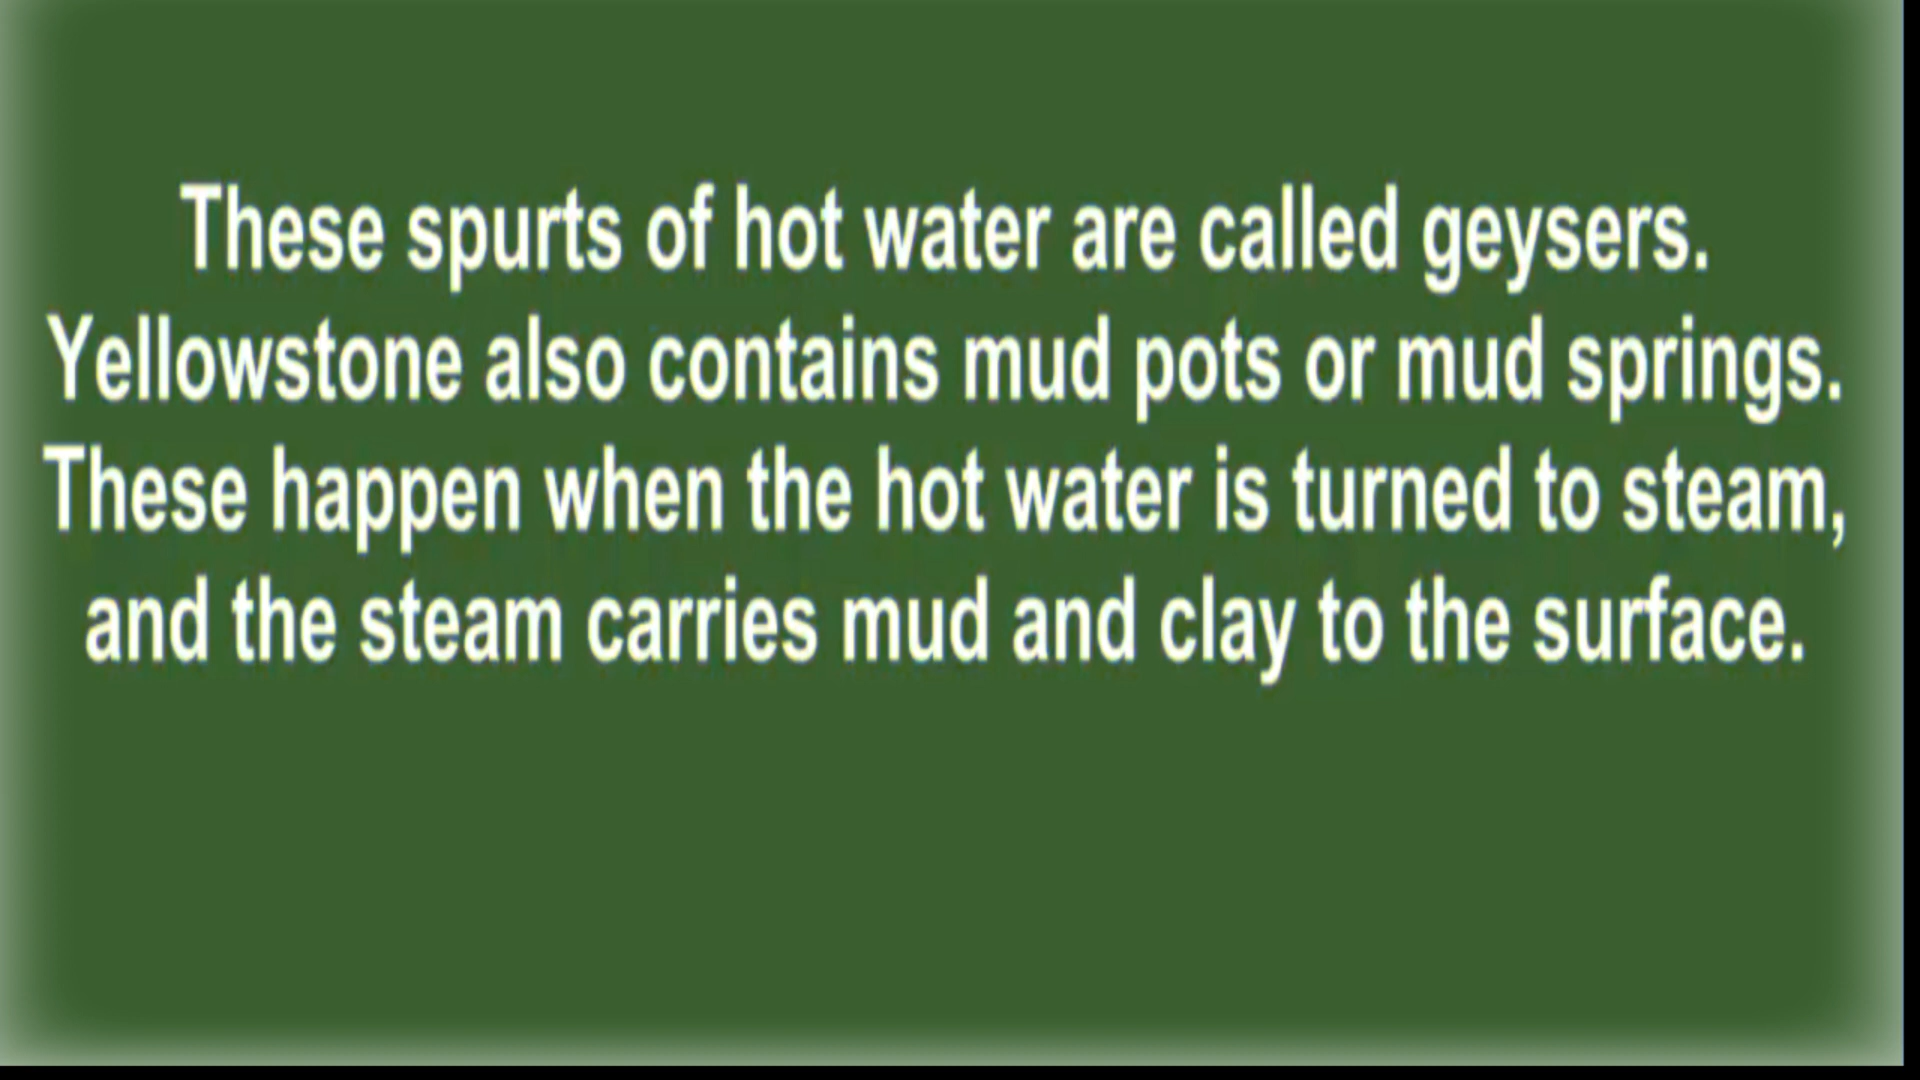 These spurts of hot water are called geysers.
Yellowstone also contains mud pots or mud springs.
These happen when the hot water is turned to steam,
and the steam carries mud and clay to the surface.